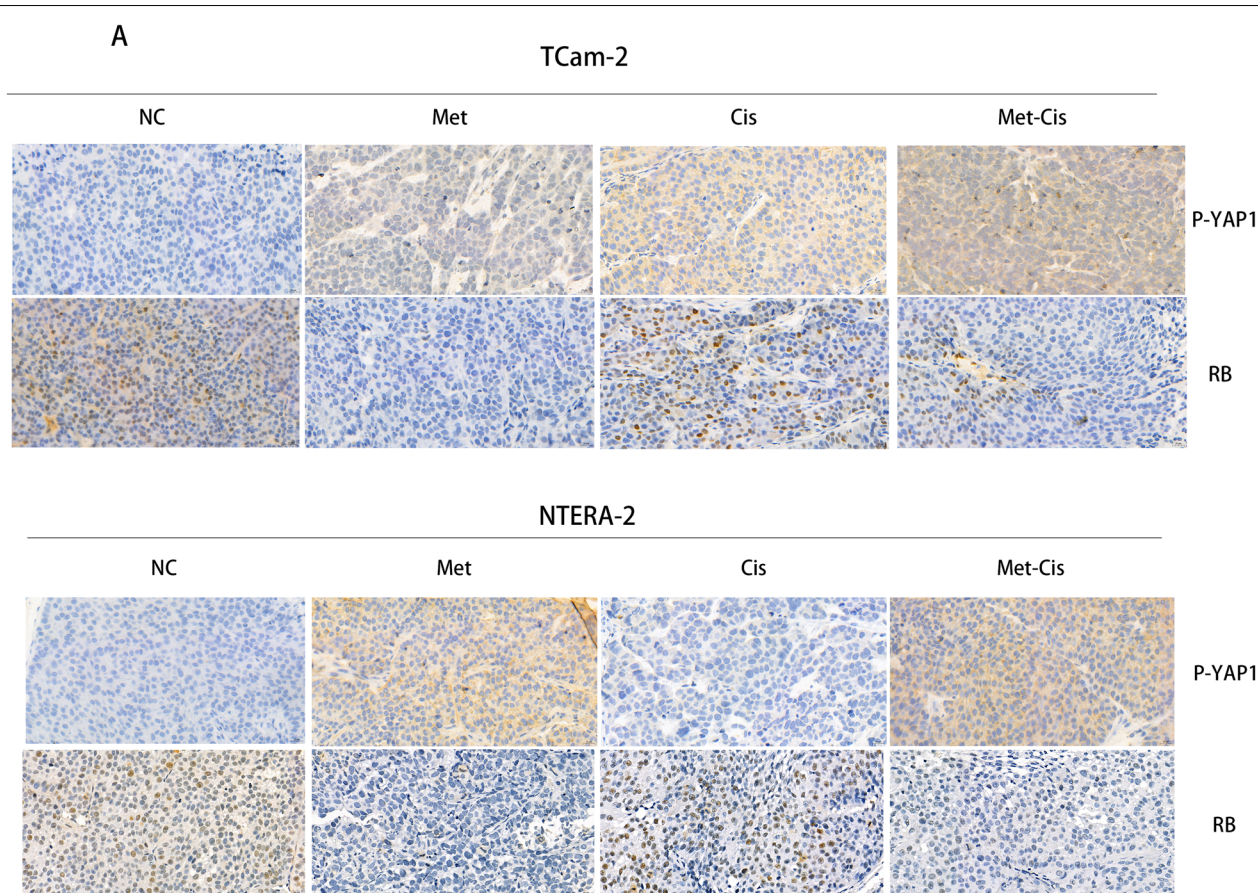 A
TCam-2
NC Met Cis Met-Cis
P-YAP1
RB
NTERA-2
NC Met Cis Met-Cis
P-YAP1
RB